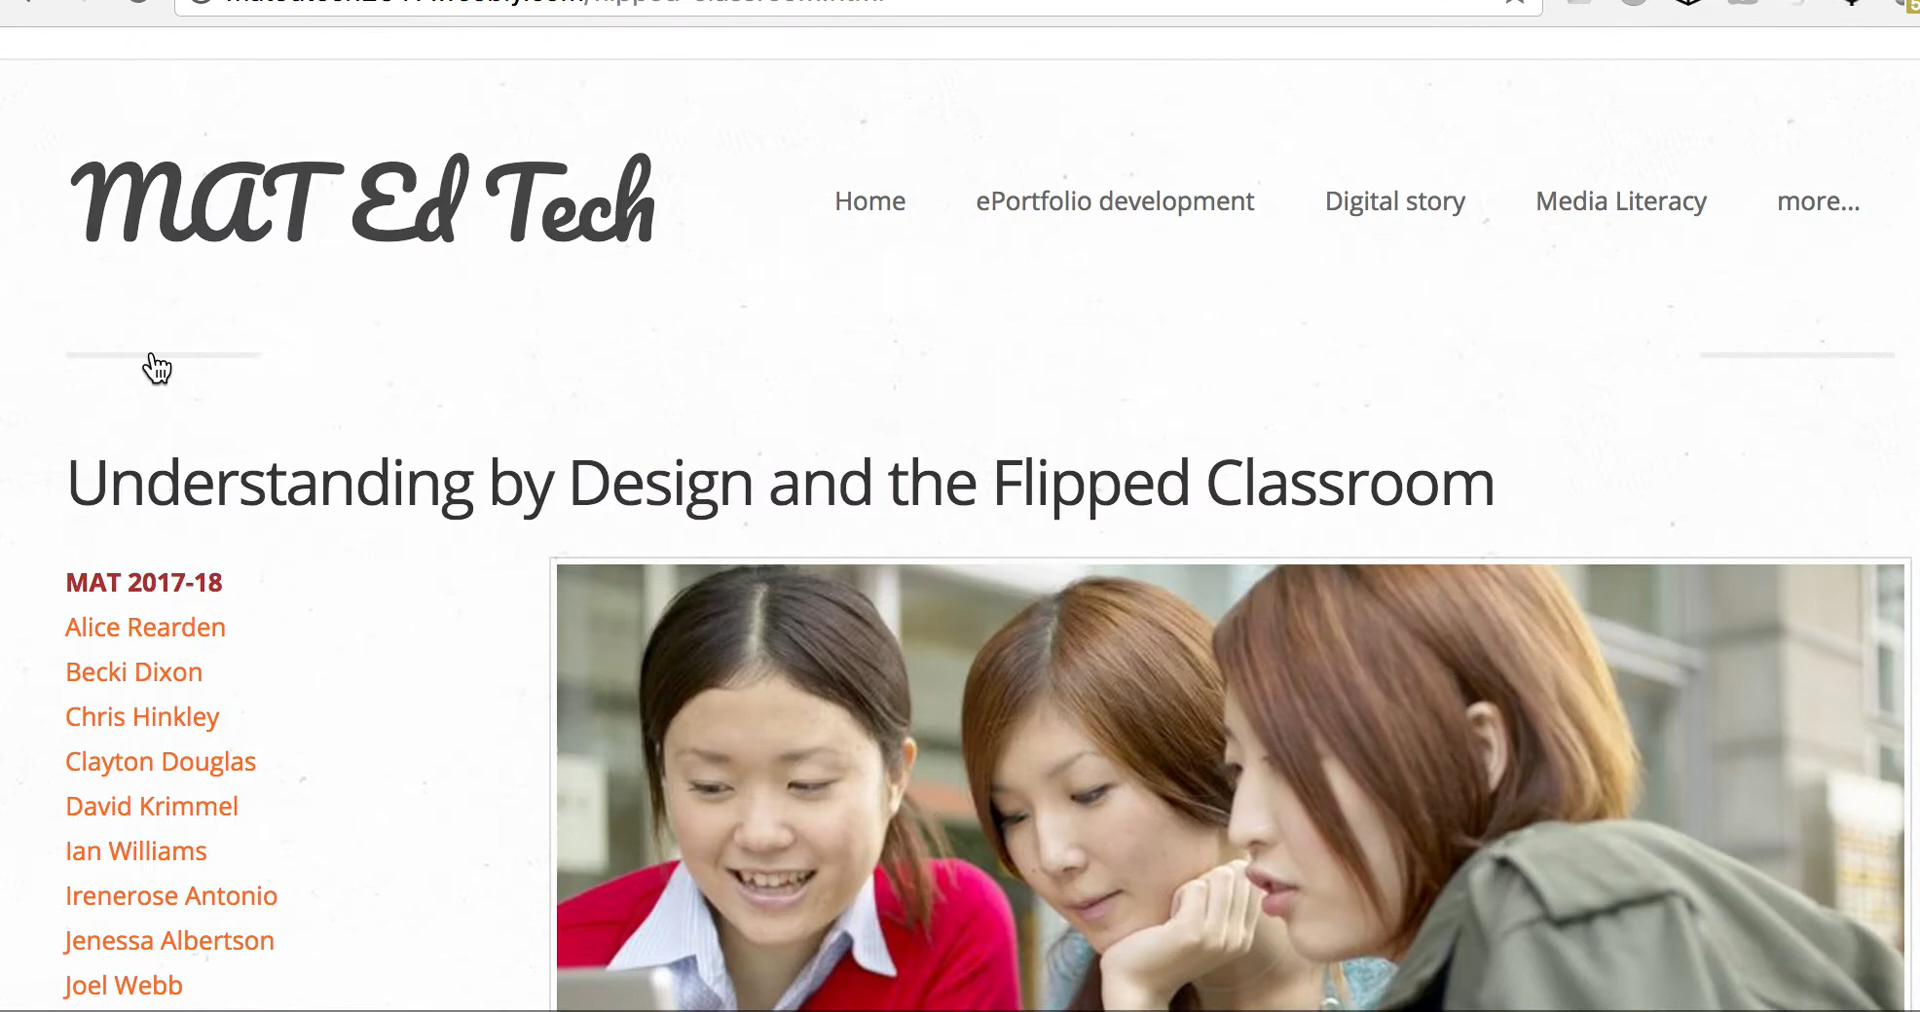 MAT Ed Tech
Home
ePortfolio development
Digital story
Media Literacy
more...
Understanding by Design and the Flipped Classroom
MAT 2017-18
Alice Rearden
Becki Dixon
Chris Hinkley
Clayton Douglas
David Krimmel
Ian Williams
Irenerose Antonio
Jenessa Albertson
Joel Webb